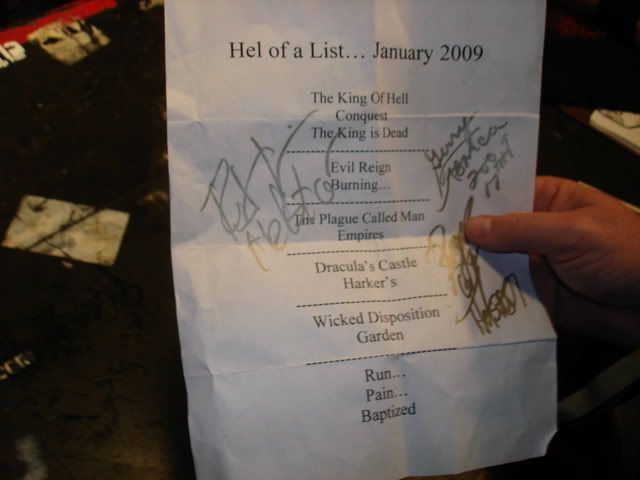 Hel of a List... January 2009
The King Of Hell
Conquest
The King is Dead
Evil Reign
Burning...
The Plague Called Man
Empires
Dracula's Castle
Harker's
Wicked Disposition
Garden
Run...
Pain...
Baptized